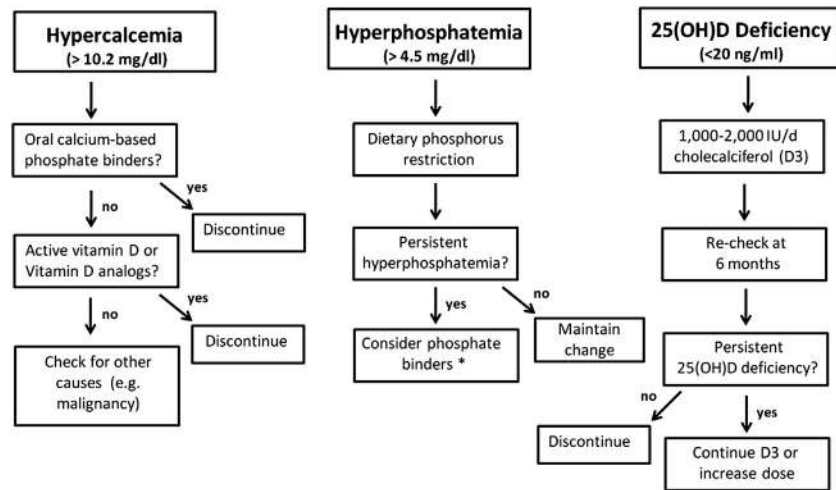 Hypercalcemia
(> 10.2 mg/dl)
Oral calcium-based
phosphate binders?
yes
no
Discontinue
Active vitamin D or
Vitamin D analogs?
yes
no
Discontinue
Check for other
causes (e.g.
malignancy)
Hyperphosphatemia
(> 4.5 mg/dl)
Dietary phosphorus
restriction
Persistent
hyperphosphatemia?
yes
no
Consider phosphate
binders *
Maintain
change
25(OH)D Deficiency
(<20 ng/ml)
1,000-2,000 IU/d
cholecalciferol (D3)
Re-check at
6 months
Persistent
25(OH)D deficiency?
no
yes
Discontinue
Continue D3 or
increase dose